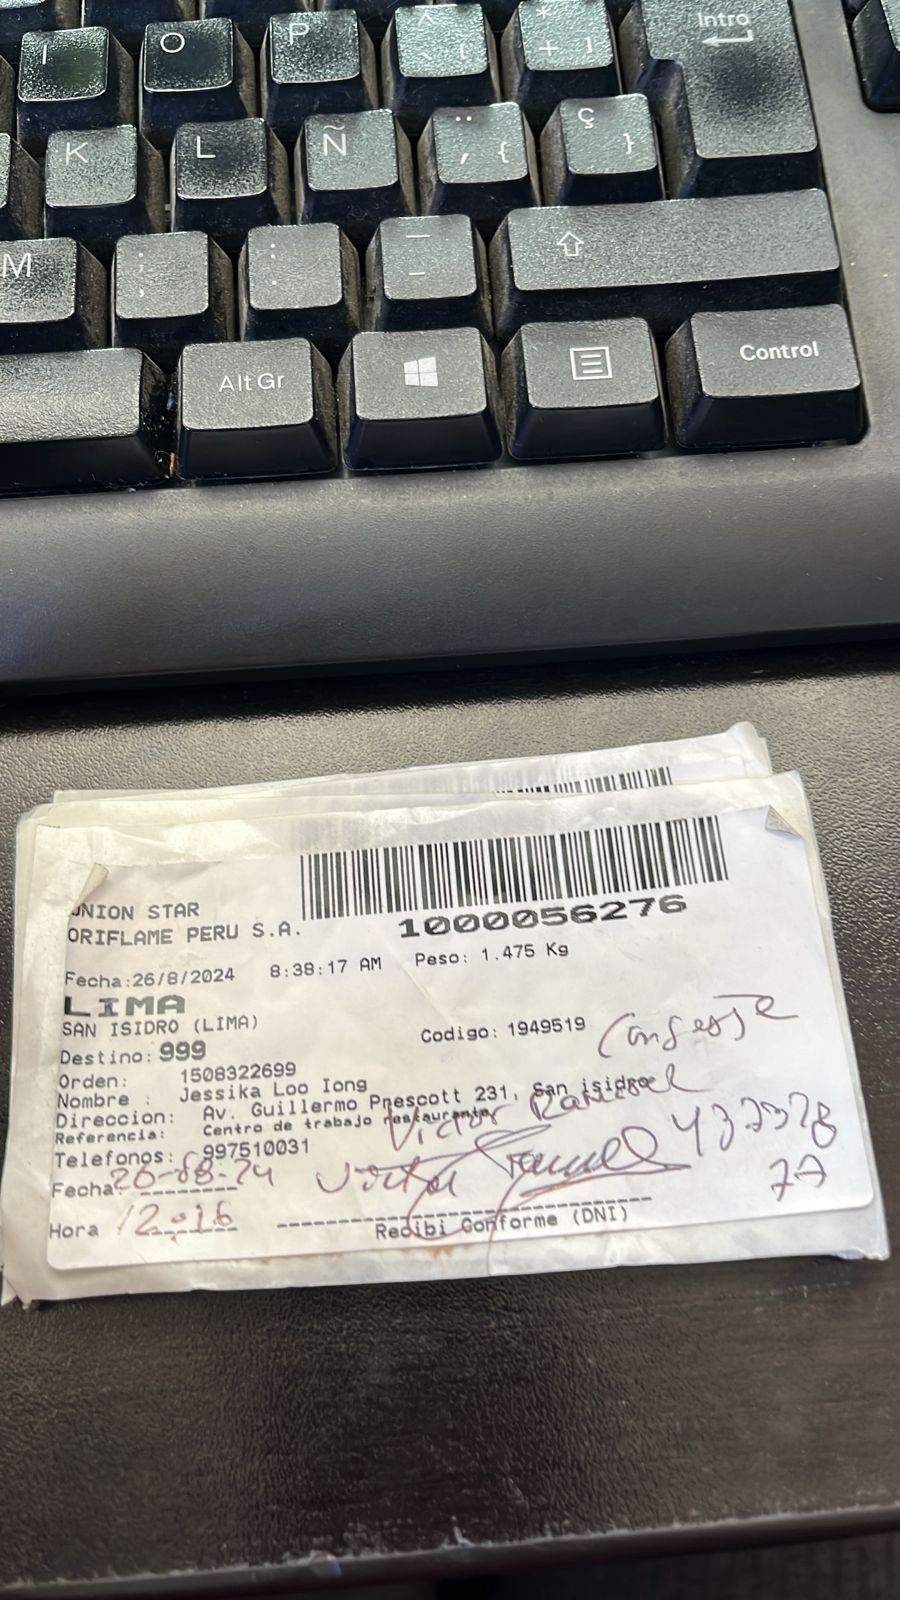 I O P ^ ` [ * + ] Intro
K L Ñ ¨ ´ { Ç }
M ; , : . _ -
Alt Gr Control
UNION STAR
ORIFLAME PERU S.A.
1000056276
Fecha:26/8/2024 8:38:17 AM Peso: 1.475 Kg
LIMA
SAN ISIDRO (LIMA) Codigo: 1949519
Destino: 999
Orden: 1508322699
Nombre : Jessika Loo Iong
Direccion: Av. Guillermo Prescott 231, San isidro
Referencia: Centro de trabajo restaurante
Victor
Telefonos: 997510031
Fecha: 26-08-24
Hora 12:16
Recibi Conforme (DNI)
77